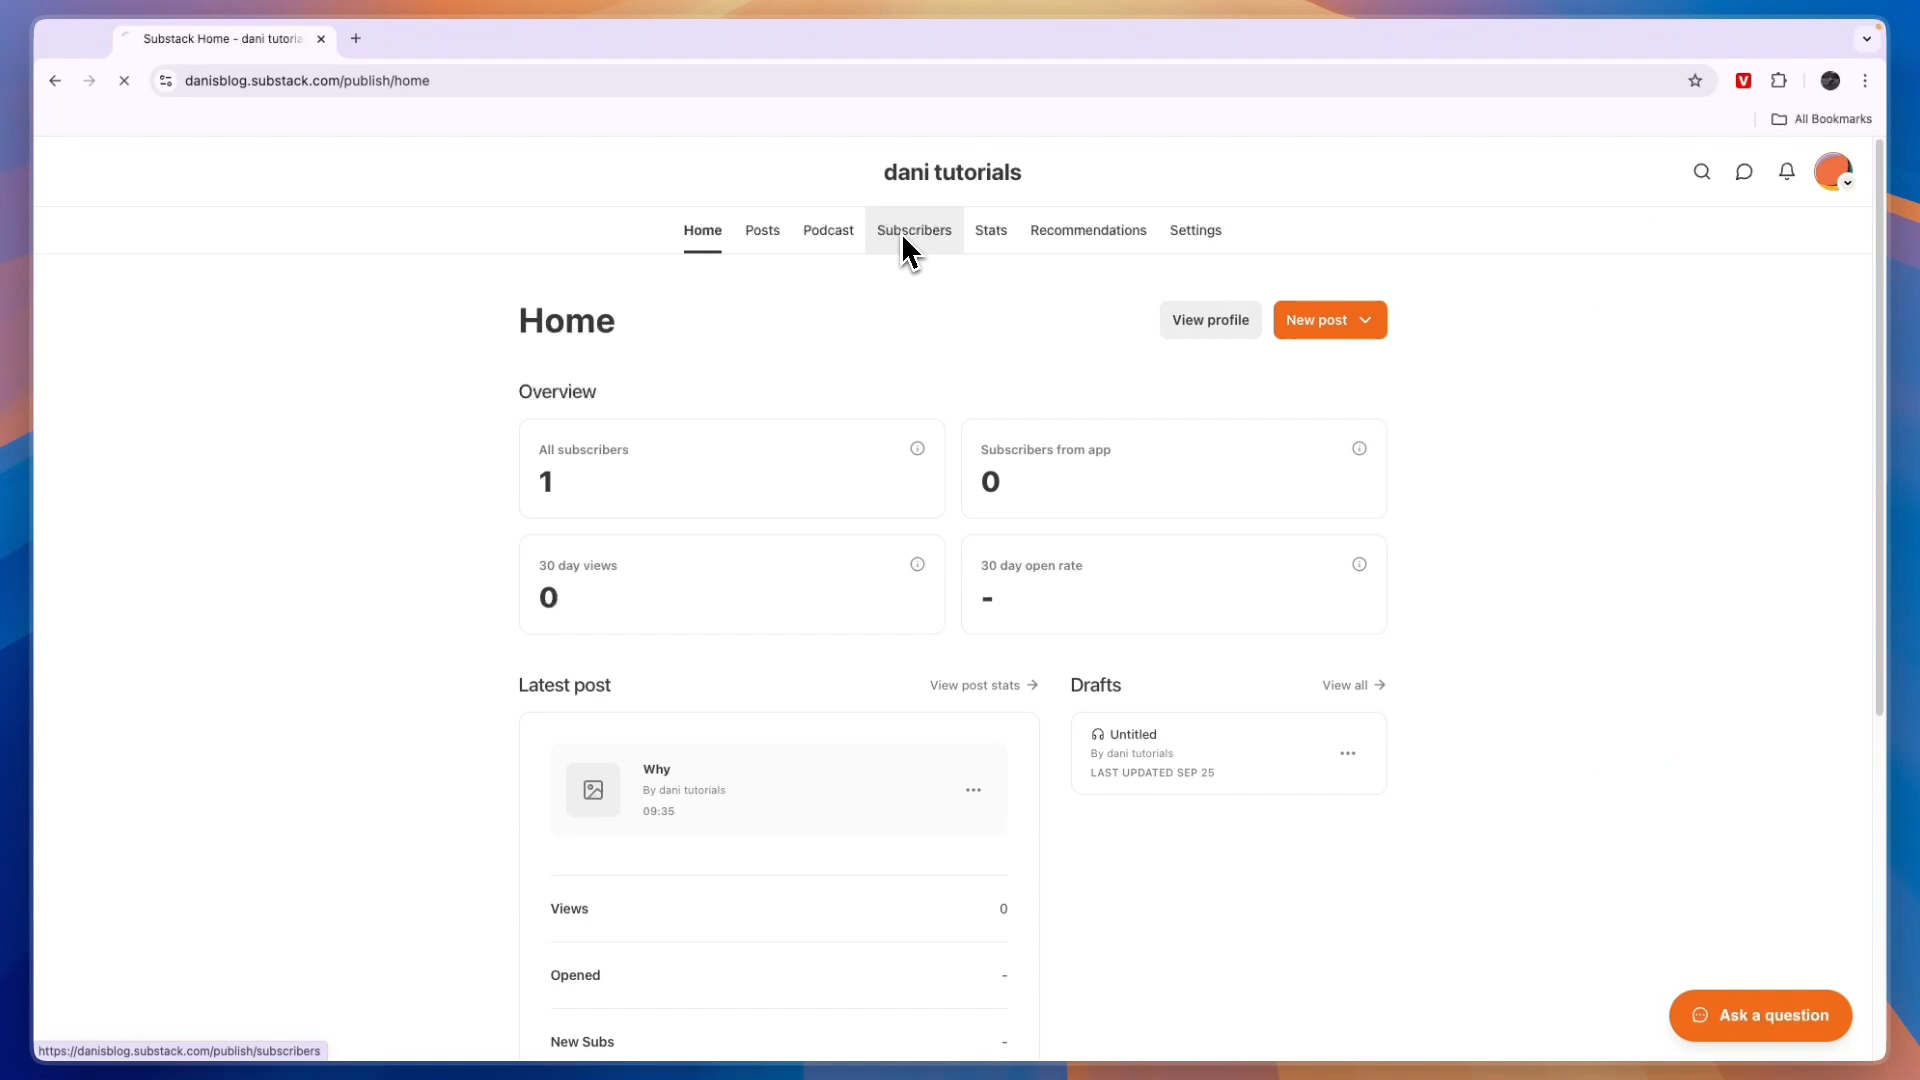 Substack Home - dani tutoria
danisblog.substack.com/publish/home
V
All Bookmarks
dani tutorials
Home
Posts
Podcast
Subscribers
Stats
Recommendations
Settings
Home
View profile
New post
Overview
All subscribers
1
Subscribers from app
0
30 day views
0
30 day open rate
-
Latest post
View post stats →
Why
By dani tutorials
09:35
Views 0
Opened -
New Subs -
Drafts
View all →
Untitled
By dani tutorials
LAST UPDATED SEP 25
Ask a question
https://danisblog.substack.com/publish/subscribers